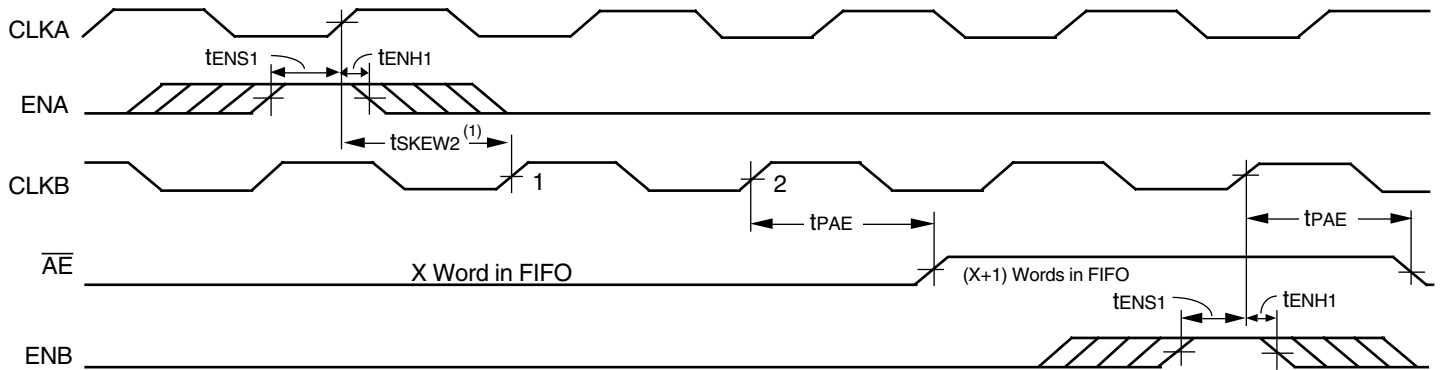 CLKA
tENS1 tENH1
ENA
tSKEW2 (1)
CLKB 1 2
tPAE tPAE
AE X Word in FIFO (X+1) Words in FIFO
tENS1 tENH1
ENB